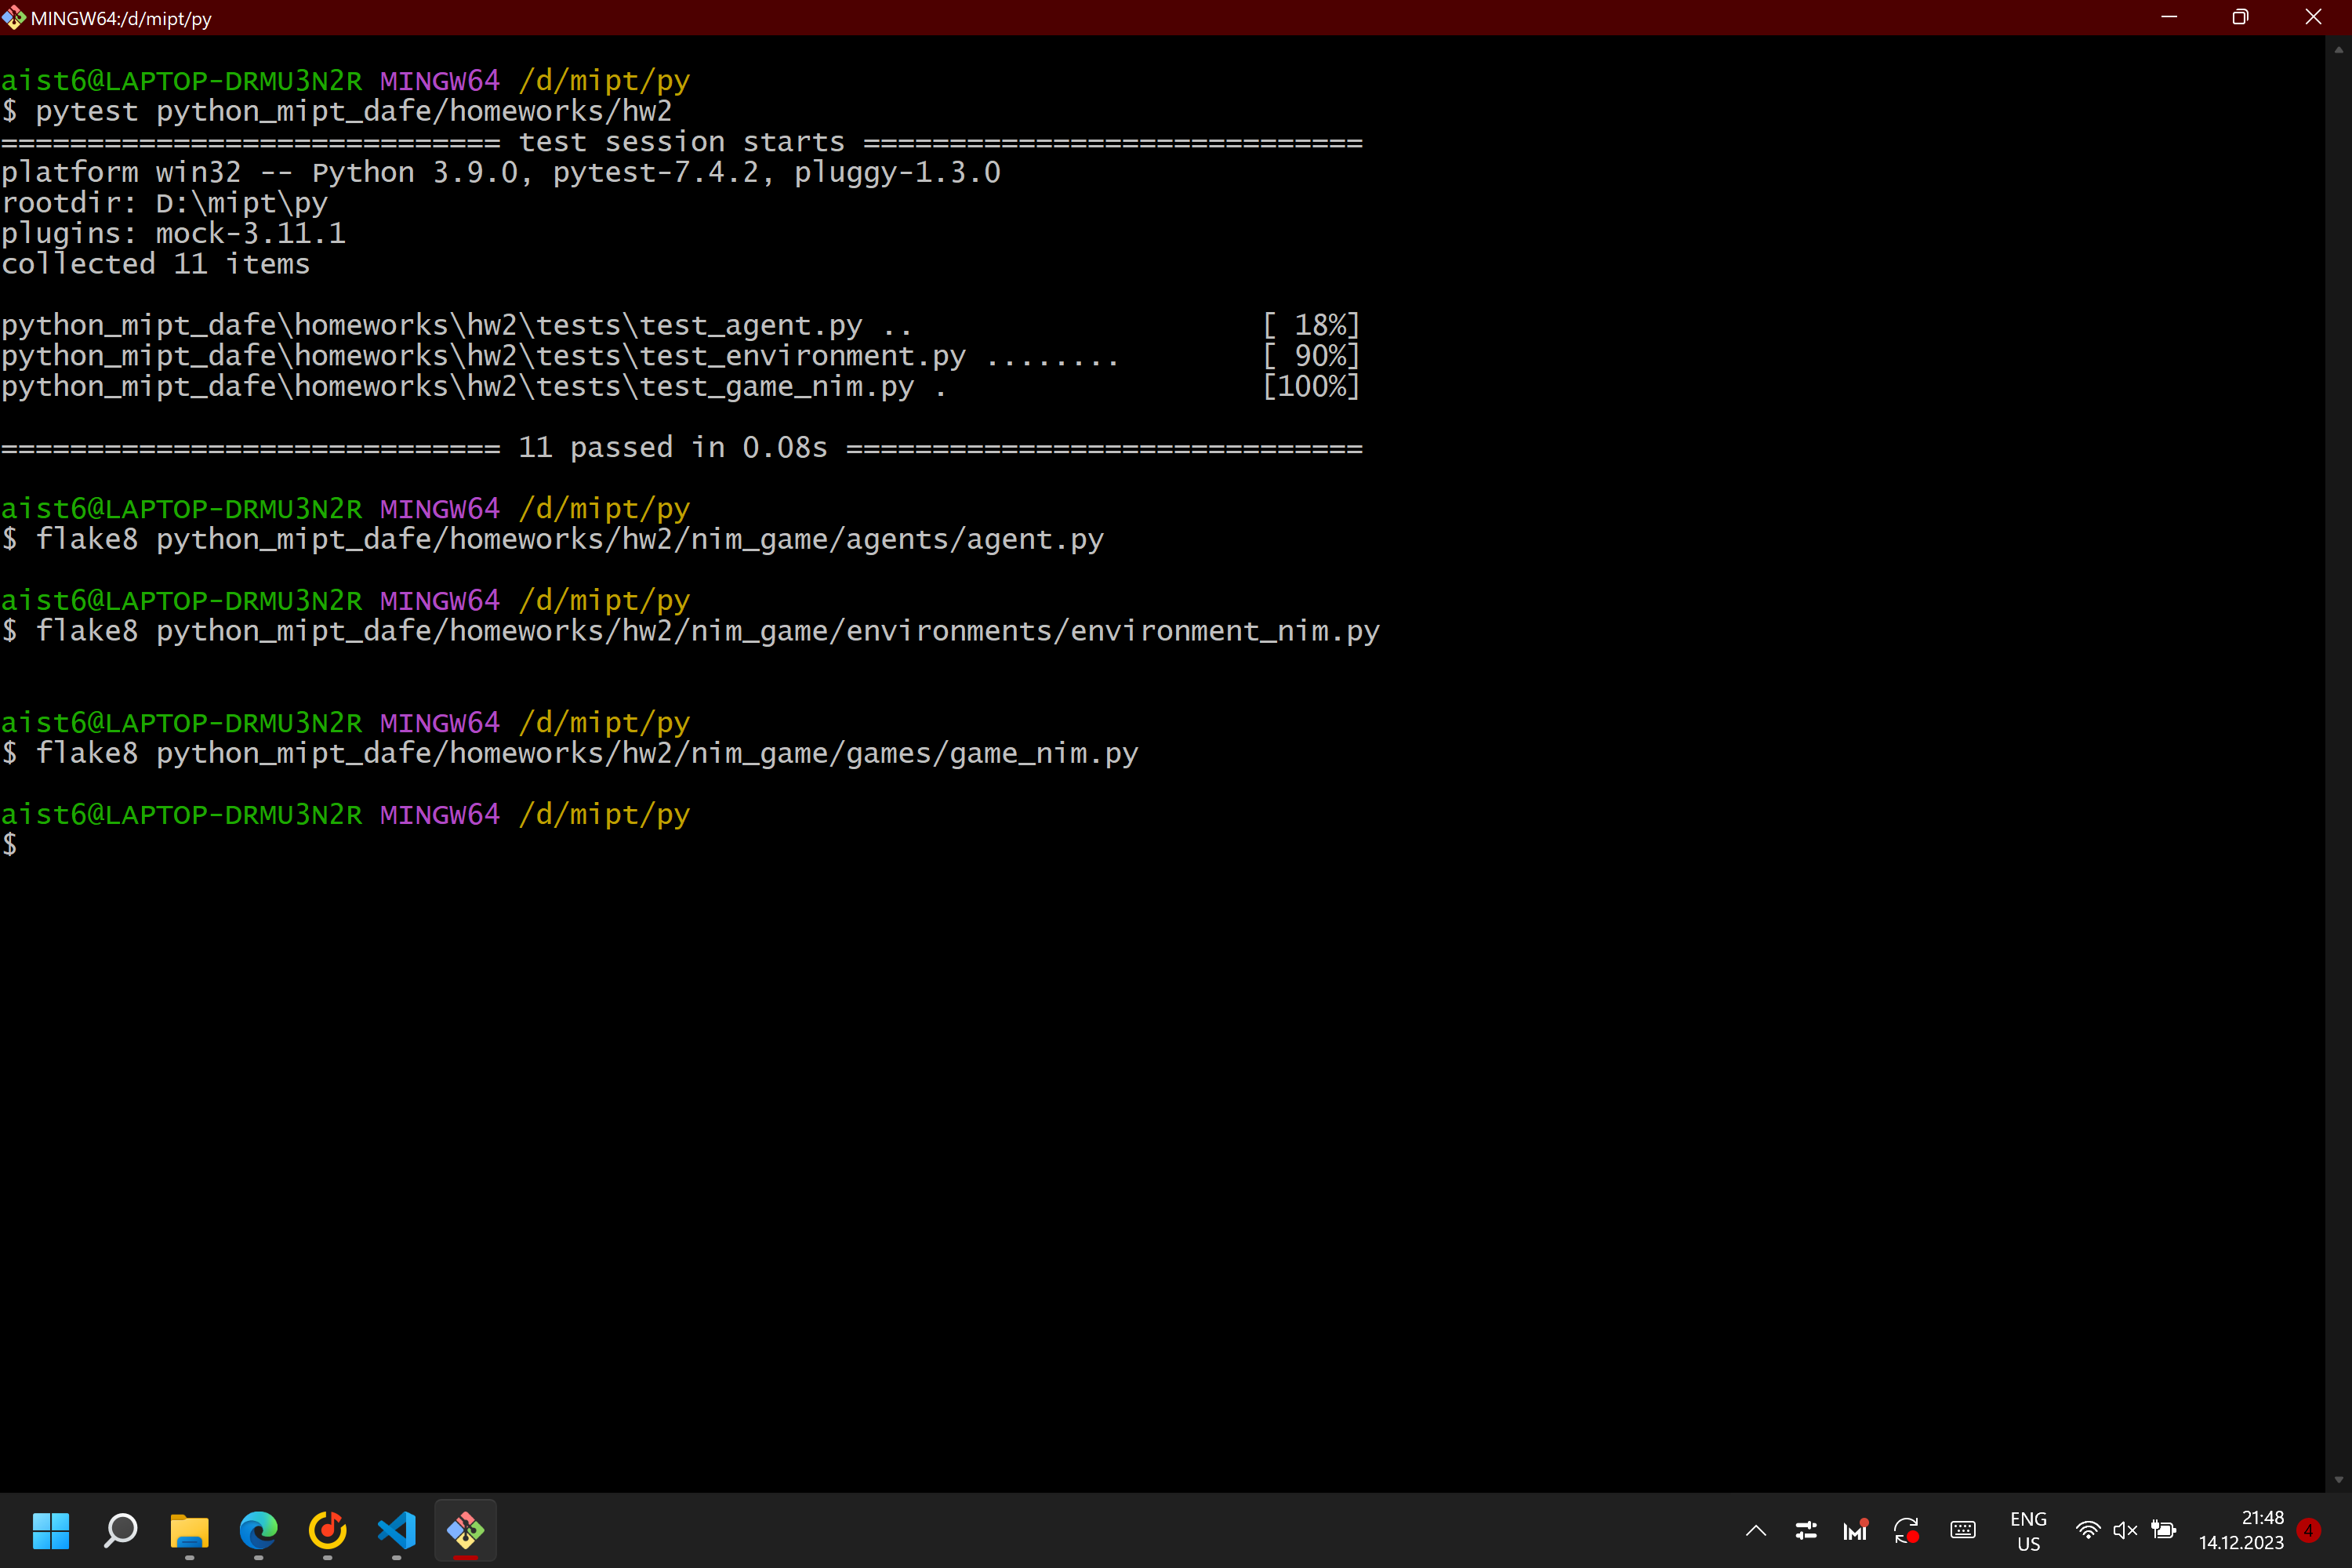 MINGW64:/d/mipt/py
aist6@LAPTOP-DRMU3N2R MINGW64 /d/mipt/py
$ pytest python_mipt_dafe/homeworks/hw2
============================= test session starts =============================
platform win32 -- Python 3.9.0, pytest-7.4.2, pluggy-1.3.0
rootdir: D:\mipt\py
plugins: mock-3.11.1
collected 11 items
python_mipt_dafe\homeworks\hw2\tests\test_agent.py .. [ 18%]
python_mipt_dafe\homeworks\hw2\tests\test_environment.py ........ [ 90%]
python_mipt_dafe\homeworks\hw2\tests\test_game_nim.py . [100%]
============================= 11 passed in 0.08s ==============================
aist6@LAPTOP-DRMU3N2R MINGW64 /d/mipt/py
$ flake8 python_mipt_dafe/homeworks/hw2/nim_game/agents/agent.py
aist6@LAPTOP-DRMU3N2R MINGW64 /d/mipt/py
$ flake8 python_mipt_dafe/homeworks/hw2/nim_game/environments/environment_nim.py
aist6@LAPTOP-DRMU3N2R MINGW64 /d/mipt/py
$ flake8 python_mipt_dafe/homeworks/hw2/nim_game/games/game_nim.py
aist6@LAPTOP-DRMU3N2R MINGW64 /d/mipt/py
$
ENG
US
21:48
14.12.2023
4